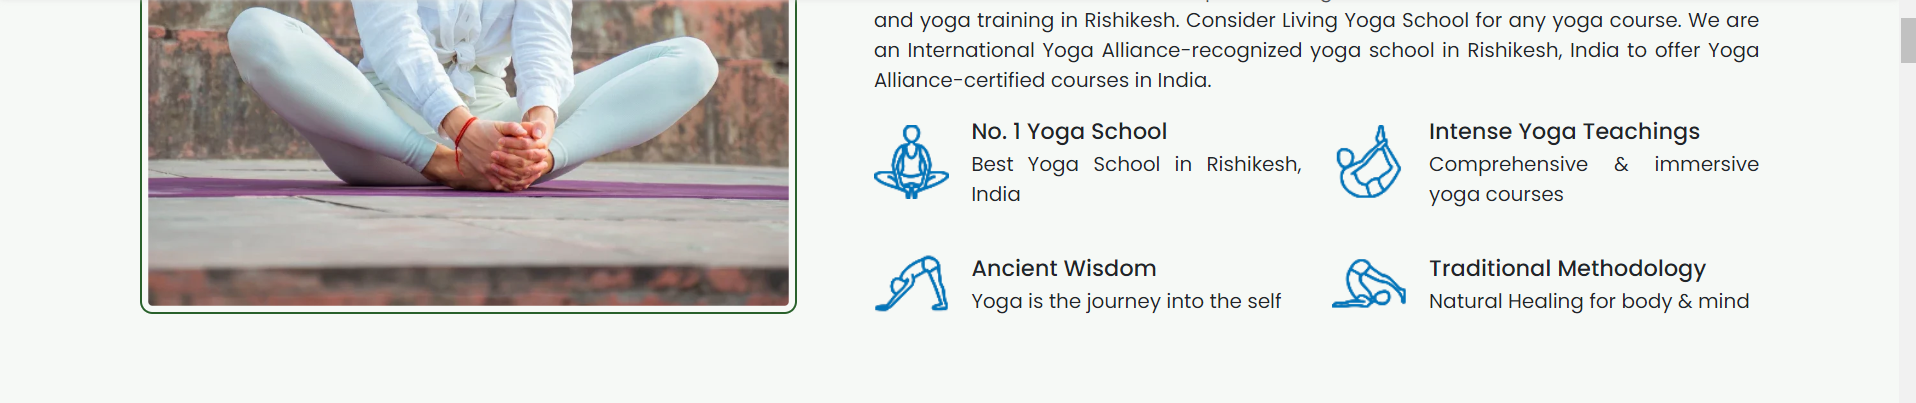 and yoga training in Rishikesh. Consider Living Yoga School for any yoga course. We are
an International Yoga Alliance-recognized yoga school in Rishikesh, India to offer Yoga
Alliance-certified courses in India.
No. 1 Yoga School
Best Yoga School in Rishikesh,
India
Intense Yoga Teachings
Comprehensive & immersive
yoga courses
Ancient Wisdom
Yoga is the journey into the self
Traditional Methodology
Natural Healing for body & mind